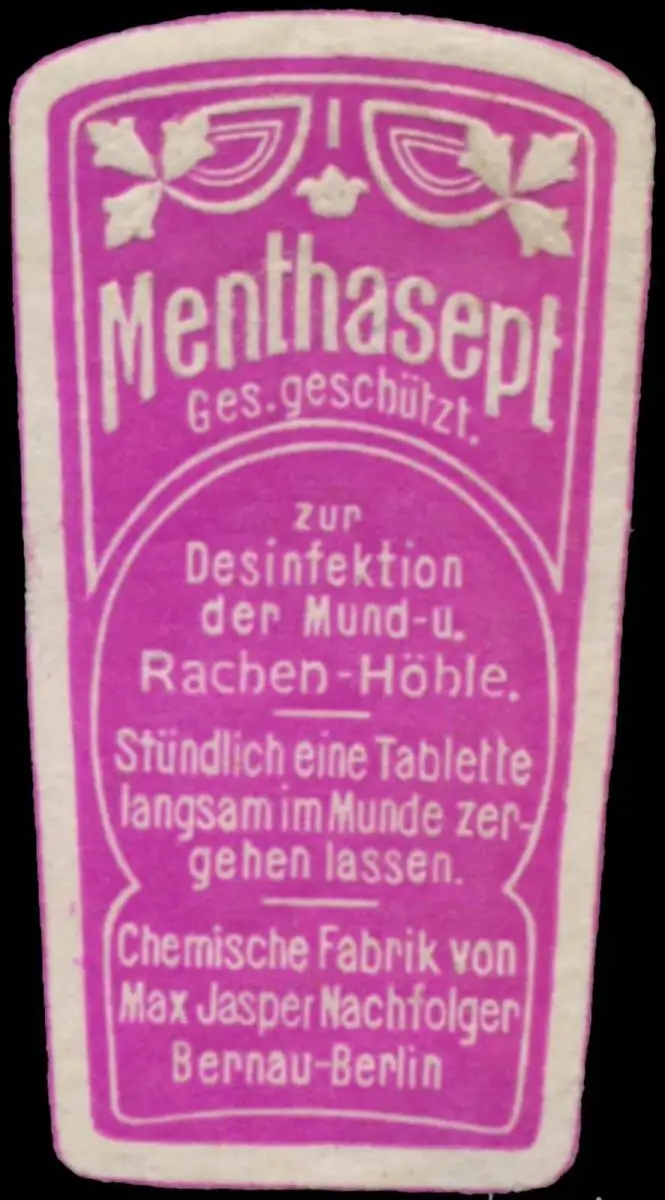 Menthasept
Ges. geschützt.
zur
Desinfektion
der Mund-u.
Rachen-Höhle.
Stündlich eine Tablette
langsam im Munde zer-
gehen lassen.
Chemische Fabrik von
Max Jasper Nachfolger
Bernau-Berlin